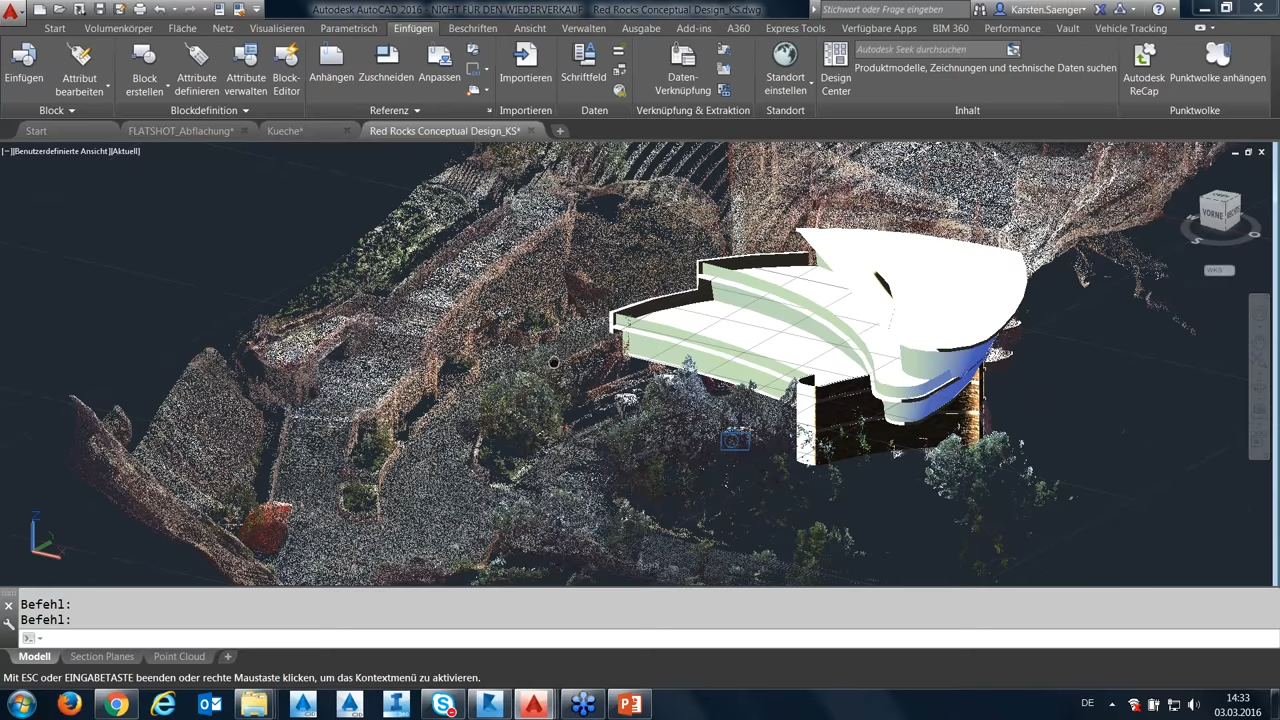 Autodesk AutoCAD 2016 - NICHT FÜR DEN WIEDERVERKAUF Red Rocks Conceptual Design_KS.dwg
Stichwort oder Frage eingeben
Karsten.Saenger
Start Volumenkörper Fläche Netz Visualisieren Parametrisch Einfügen Beschriften Ansicht Verwalten Ausgabe Add-ins A360 Express Tools Verfügbare Apps BIM 360 Performance Vault Vehicle Tracking
Autodesk Seek durchsuchen
Produktmodelle, Zeichnungen und technische Daten suchen
Einfügen
Attribut bearbeiten
Block erstellen
Attribute definieren
Attribute verwalten
Block-Editor
Anhängen
Zuschneiden
Anpassen
Importieren
Schriftfeld
Daten-Verknüpfung
Standort einstellen
Design Center
Autodesk ReCap
Punktwolke anhängen
Block Blockdefinition Referenz Importieren Daten Verknüpfung & Extraktion Standort Inhalt Punktwolke
Start FLATSHOT_Abflachung* Kueche* Red Rocks Conceptual Design_KS*
[−][Benutzerdefinierte Ansicht][Aktuell]
VORNE
S
O
WKS
Z
Befehl:
Befehl:
Modell Section Planes Point Cloud
Mit ESC oder EINGABETASTE beenden oder rechte Maustaste klicken, um das Kontextmenü zu aktivieren.
DE
14:33
03.03.2016